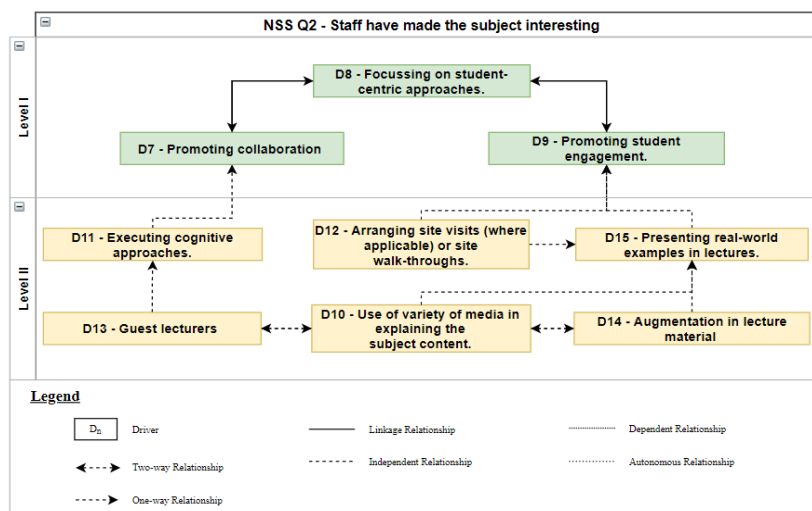 NSS Q2 - Staff have made the subject interesting
Level I
D8 - Focussing on student-
centric approaches.
D7 - Promoting collaboration
D9 - Promoting student
engagement.
Level II
D11 - Executing cognitive
approaches.
D12 - Arranging site visits (where
applicable) or site
walk-throughs.
D15 - Presenting real-world
examples in lectures.
D13 - Guest lecturers
D10 - Use of variety of media in
explaining the
subject content.
D14 - Augmentation in lecture
material
Legend
Dn
Driver
Linkage Relationship
Dependent Relationship
Two-way Relationship
Independent Relationship
Autonomous Relationship
One-way Relationship